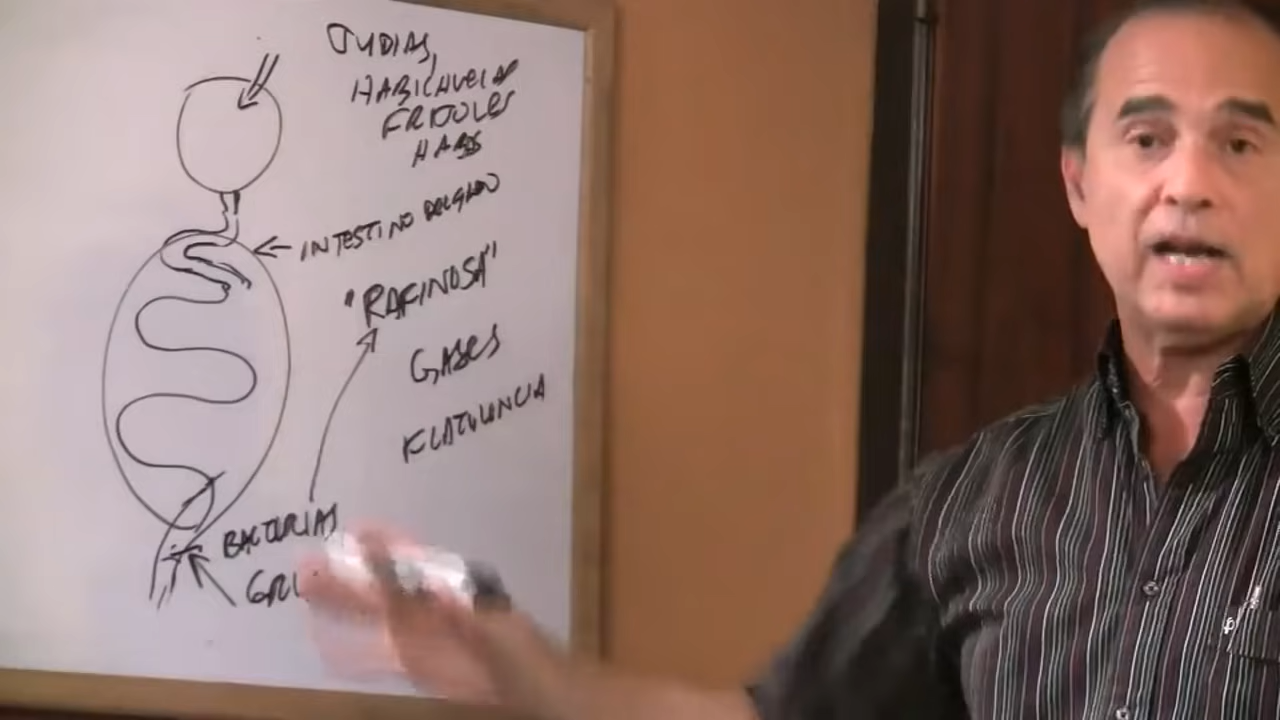 JUDIAS,
HABICHUELAS
FRIJOLES
HABAS
INTESTINO DELGADO
"RAFINOSA"
GASES
FLATULENCIA
BACTERIAS